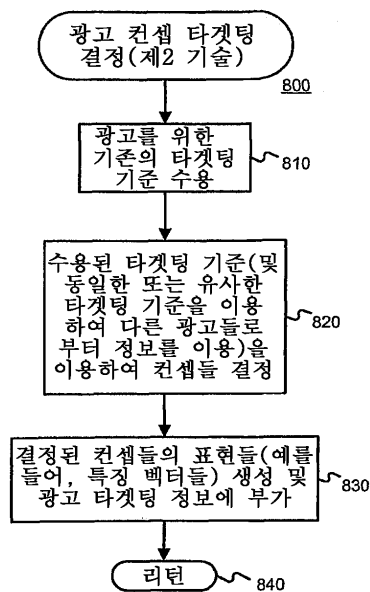 광고 컨셉 타겟팅
결정(제2 기술)
800
광고를 위한
기존의 타겟팅
기준 수용
810
수용된 타겟팅 기준(및
동일한 또는 유사한
타겟팅 기준을 이용
하여 다른 광고들로
부터 정보를 이용)을
이용하여 컨셉들 결정
820
결정된 컨셉들의 표현들(예를
들어, 특징 벡터들) 생성 및
광고 타겟팅 정보에 부가
830
리턴
840